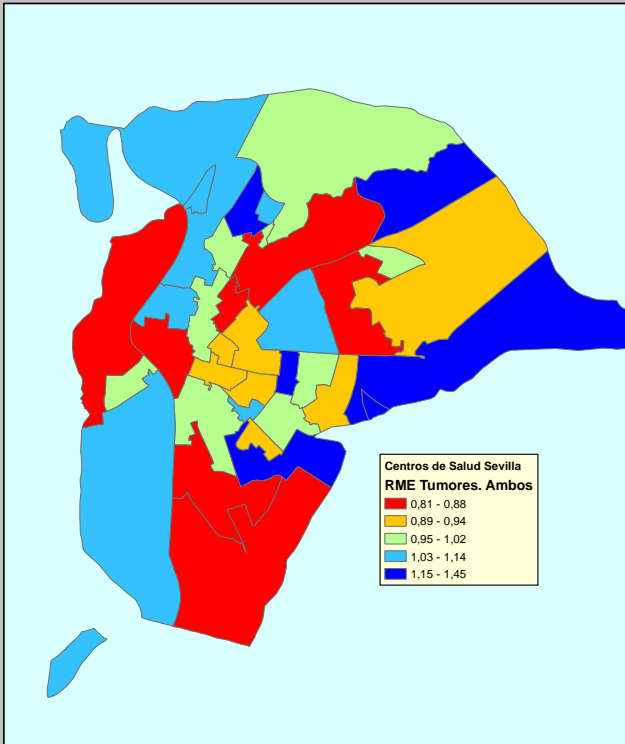 Centros de Salud Sevilla
RME Tumores. Ambos
0,81 - 0,88
0,89 - 0,94
0,95 - 1,02
1,03 - 1,14
1,15 - 1,45